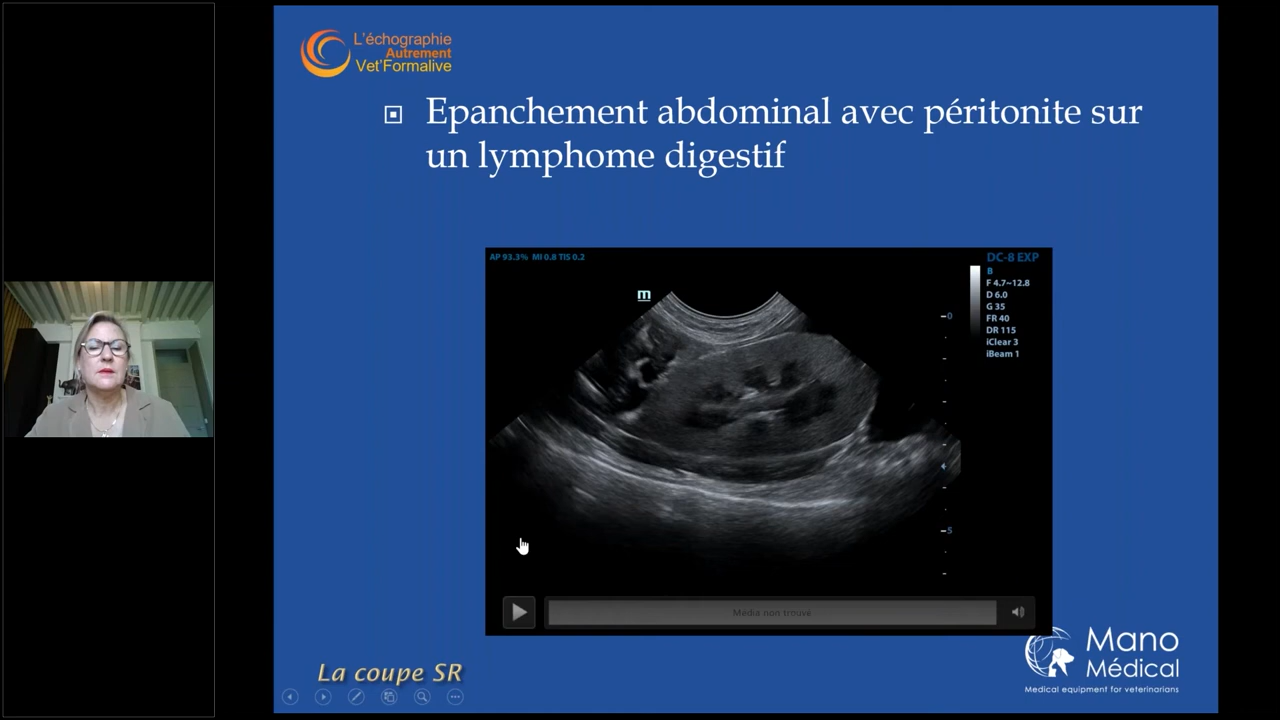 L'échographie
Autrement
Vet'Formalive
Epanchement abdominal avec péritonite sur
un lymphome digestif
AP 93.3% MI 0.8 TIS 0.2
DC-8 EXP
m
B
F 4.7~12.8
D 6.0
G 35
FR 40
DR 115
iClear 3
iBeam 1
0
5
Média non trouvé
La coupe SR
Mano
Médical
Medical equipment for veterinarians